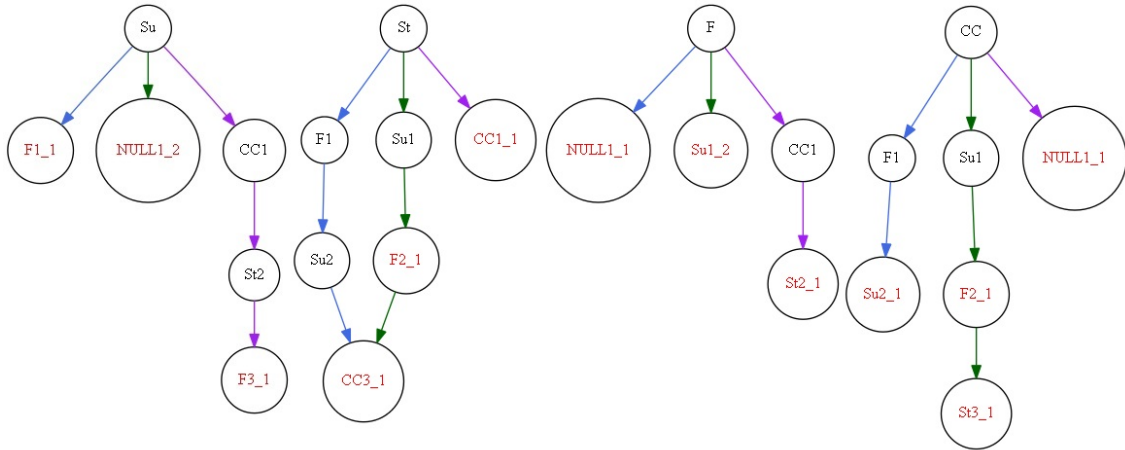 Su
St
F
CC
F1_1
NULL1_2
CC1
F1
Su1
CC1_1
NULL1_1
Su1_2
CC1
F1
Su1
NULL1_1
St2
Su2
F2_1
St2_1
Su2_1
F2_1
F3_1
CC3_1
St3_1